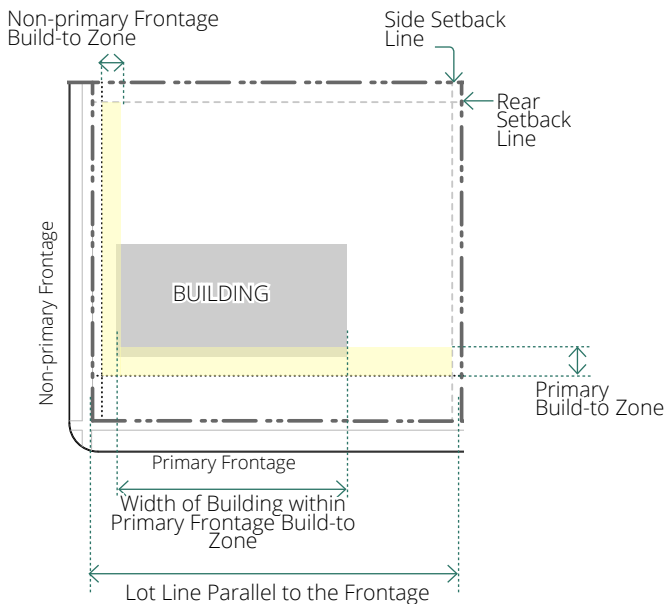 Non-primary Frontage
Build-to Zone
Side Setback
Line
Rear
Setback
Line
Non-primary Frontage
BUILDING
Primary
Build-to Zone
Primary Frontage
Width of Building within
Primary Frontage Build-to
Zone
Lot Line Parallel to the Frontage